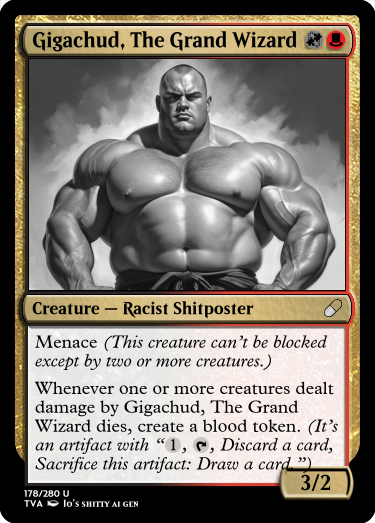 Gigachud, The Grand Wizard
Creature — Racist Shitposter
Menace (This creature can't be blocked
except by two or more creatures.)
Whenever one or more creatures dealt
damage by Gigachud, The Grand
Wizard dies, create a blood token. (It's
an artifact with “1, , Discard a card,
Sacrifice this artifact: Draw a card.”)
3/2
178/280 U
TVA Io's shitty ai gen